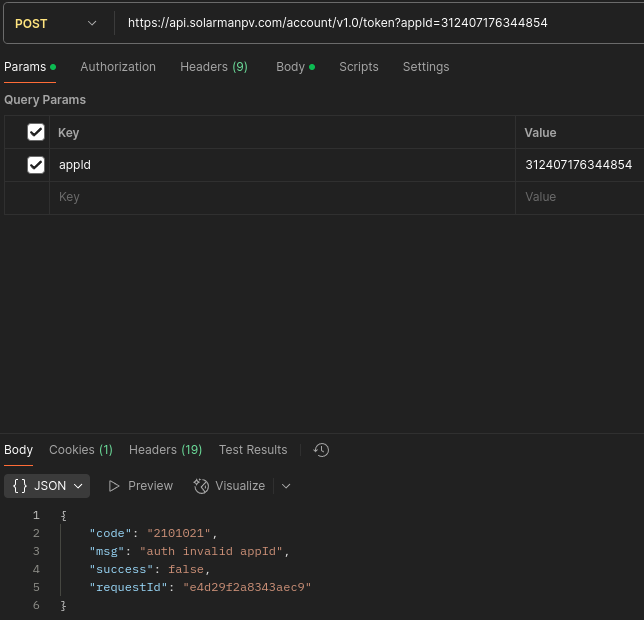 POST https://api.solarmanpv.com/account/v1.0/token?appId=312407176344854
Params Authorization Headers (9) Body Scripts Settings
Query Params
Key Value
appId 312407176344854
Key Value
Body Cookies (1) Headers (19) Test Results
{} JSON Preview Visualize
1 {
2 "code": "2101021",
3 "msg": "auth invalid appId",
4 "success": false,
5 "requestId": "e4d29f2a8343aec9"
6 }